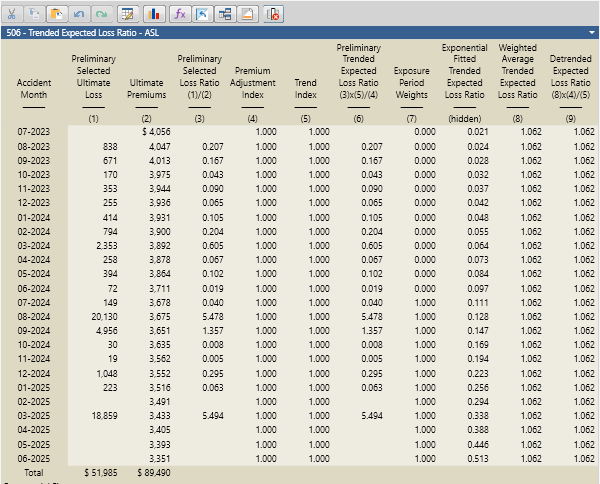 506 - Trended Expected Loss Ratio - ASL
Accident Month
Preliminary Selected Ultimate Loss
Ultimate Premiums
Preliminary Selected Loss Ratio (1)/(2)
Premium Adjustment Index
Trend Index
Preliminary Trended Expected Loss Ratio (3)x(5)/(4)
Exposure Period Weights
Exponential Fitted Trended Expected Loss Ratio
Weighted Average Trended Expected Loss Ratio
Detrended Expected Loss Ratio (8)x(4)/(5)
(1) (2) (3) (4) (5) (6) (7) (hidden) (8) (9)
07-2023 $ 4,056 1.000 1.000 0.000 0.021 1.062 1.062
08-2023 838 4,047 0.207 1.000 1.000 0.207 0.000 0.024 1.062 1.062
09-2023 671 4,013 0.167 1.000 1.000 0.167 0.000 0.028 1.062 1.062
10-2023 170 3,975 0.043 1.000 1.000 0.043 0.000 0.032 1.062 1.062
11-2023 353 3,944 0.090 1.000 1.000 0.090 0.000 0.037 1.062 1.062
12-2023 255 3,936 0.065 1.000 1.000 0.065 0.000 0.042 1.062 1.062
01-2024 414 3,931 0.105 1.000 1.000 0.105 0.000 0.048 1.062 1.062
02-2024 794 3,900 0.204 1.000 1.000 0.204 0.000 0.055 1.062 1.062
03-2024 2,353 3,892 0.605 1.000 1.000 0.605 0.000 0.064 1.062 1.062
04-2024 258 3,878 0.067 1.000 1.000 0.067 0.000 0.073 1.062 1.062
05-2024 394 3,864 0.102 1.000 1.000 0.102 0.000 0.084 1.062 1.062
06-2024 72 3,711 0.019 1.000 1.000 0.019 0.000 0.097 1.062 1.062
07-2024 149 3,678 0.040 1.000 1.000 0.040 1.000 0.111 1.062 1.062
08-2024 20,130 3,675 5.478 1.000 1.000 5.478 1.000 0.128 1.062 1.062
09-2024 4,956 3,651 1.357 1.000 1.000 1.357 1.000 0.147 1.062 1.062
10-2024 30 3,635 0.008 1.000 1.000 0.008 1.000 0.169 1.062 1.062
11-2024 19 3,562 0.005 1.000 1.000 0.005 1.000 0.194 1.062 1.062
12-2024 1,048 3,552 0.295 1.000 1.000 0.295 1.000 0.223 1.062 1.062
01-2025 223 3,516 0.063 1.000 1.000 0.063 1.000 0.256 1.062 1.062
02-2025 3,491 1.000 1.000 1.000 0.294 1.062 1.062
03-2025 18,859 3,433 5.494 1.000 1.000 5.494 1.000 0.338 1.062 1.062
04-2025 3,405 1.000 1.000 1.000 0.388 1.062 1.062
05-2025 3,393 1.000 1.000 1.000 0.446 1.062 1.062
06-2025 3,351 1.000 1.000 1.000 0.513 1.062 1.062
Total $ 51,985 $ 89,490